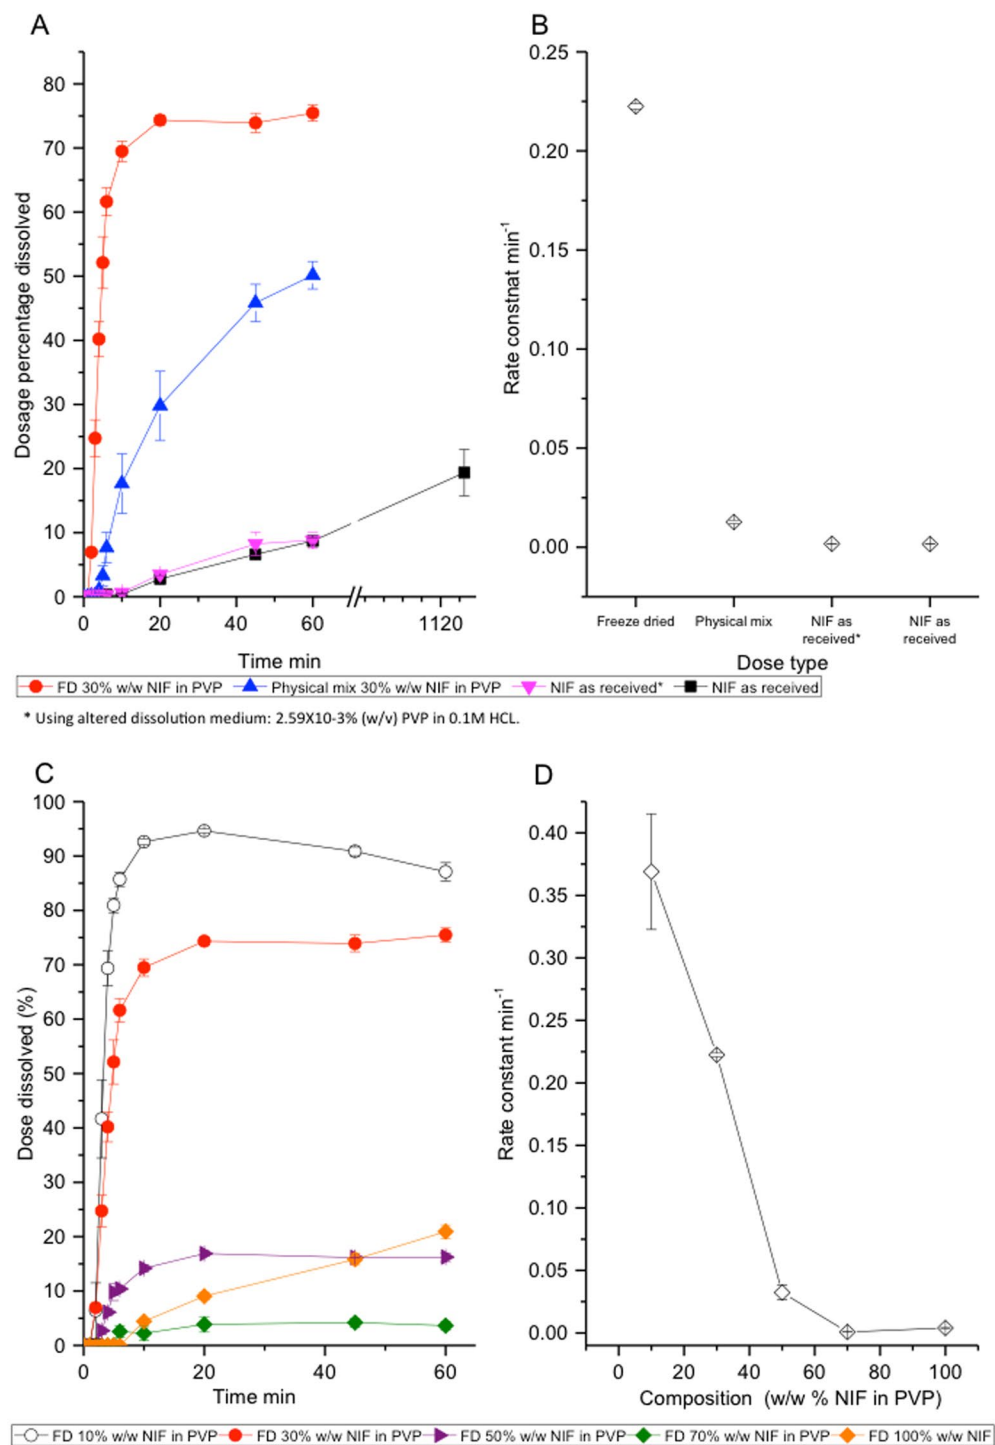 A
B
80
70
60
50
40
30
20
10
0
Dosage percentage dissolved
0 20 40 60 1120
Time min
0.25
0.20
0.15
0.10
0.05
0.00
Rate constnat min-1
Freeze dried Physical mix NIF as received* NIF as received
Dose type
FD 30% w/w NIF in PVP Physical mix 30% w/w NIF in PVP NIF as received* NIF as received
* Using altered dissolution medium: 2.59X10-3% (w/v) PVP in 0.1M HCL.
C
D
100
90
80
70
60
50
40
30
20
10
0
Dose dissolved (%)
0 20 40 60
Time min
0.40
0.35
0.30
0.25
0.20
0.15
0.10
0.05
0.00
Rate constant min-1
0 20 40 60 80 100
Composition (w/w % NIF in PVP)
FD 10% w/w NIF in PVP FD 30% w/w NIF in PVP FD 50% w/w NIF in PVP FD 70% w/w NIF in PVP FD 100% w/w NIF